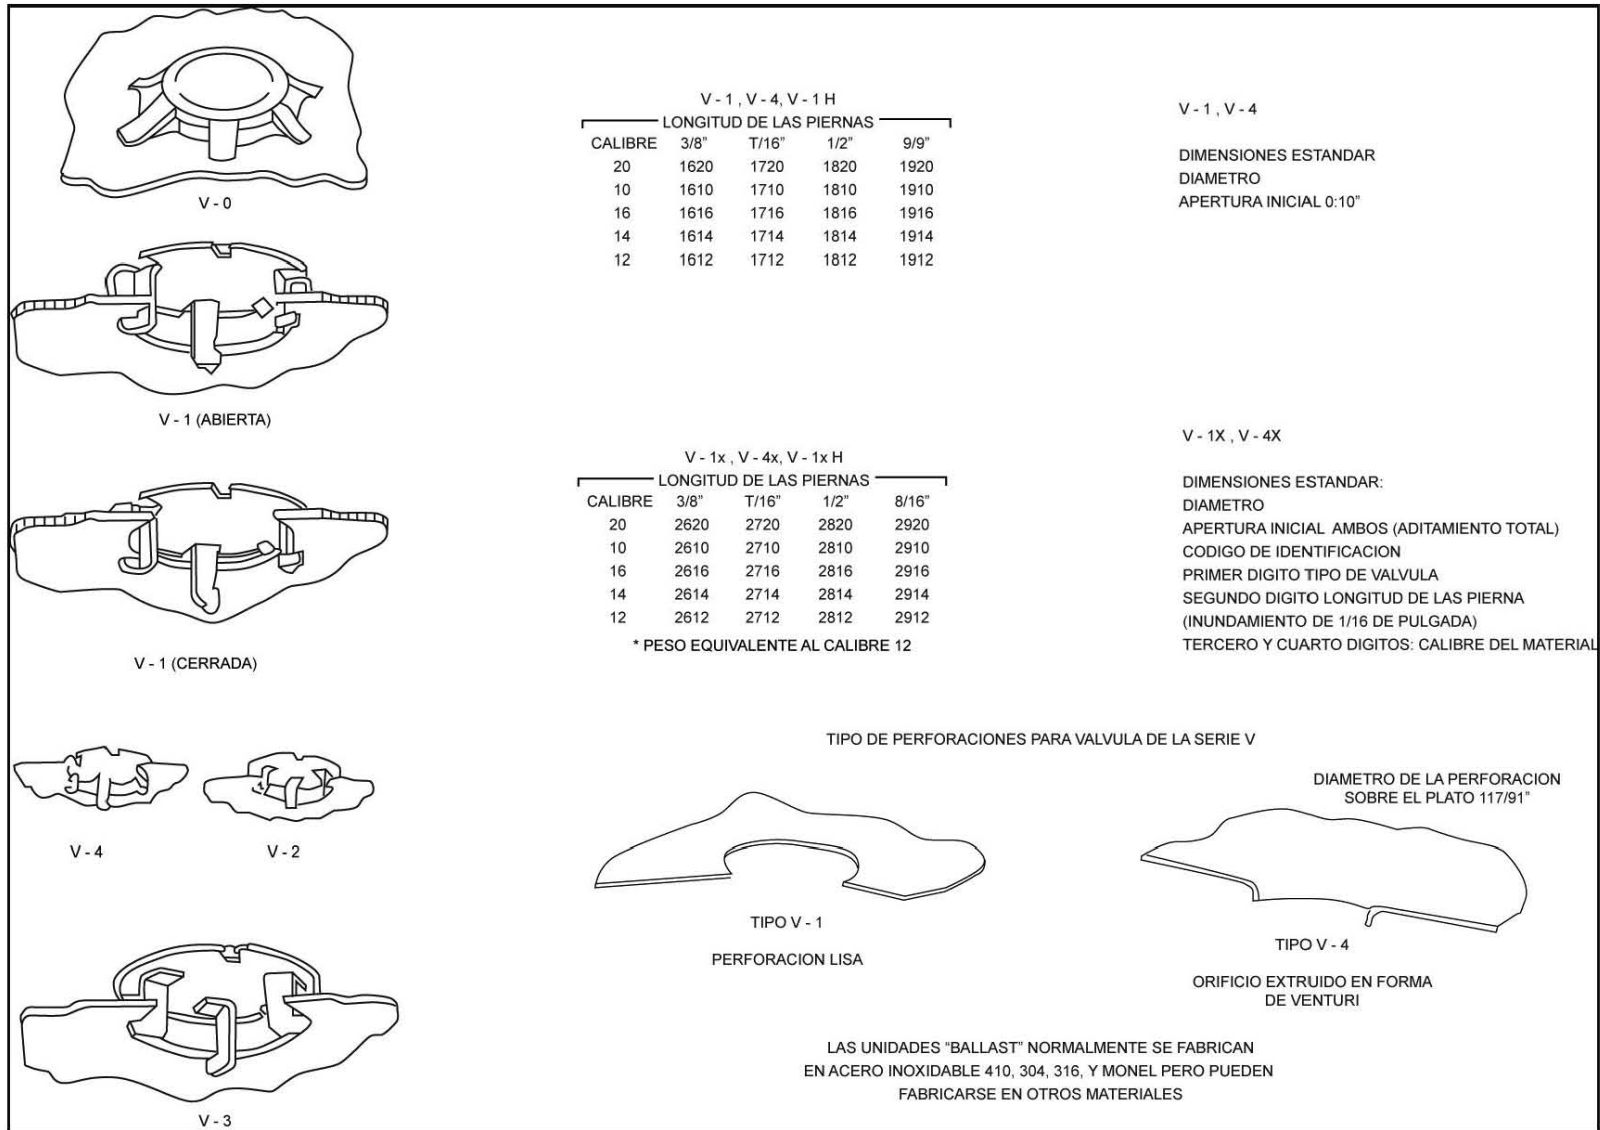 V - 0
V - 1 (ABIERTA)
V - 1 (CERRADA)
V - 4
V - 2
V - 3
V - 1 , V - 4, V - 1 H
LONGITUD DE LAS PIERNAS
CALIBRE 3/8” T/16” 1/2” 9/9”
20 1620 1720 1820 1920
10 1610 1710 1810 1910
16 1616 1716 1816 1916
14 1614 1714 1814 1914
12 1612 1712 1812 1912
V - 1 , V - 4
DIMENSIONES ESTANDAR
DIAMETRO
APERTURA INICIAL 0:10”
V - 1x , V - 4x, V - 1x H
LONGITUD DE LAS PIERNAS
CALIBRE 3/8” T/16” 1/2” 8/16”
20 2620 2720 2820 2920
10 2610 2710 2810 2910
16 2616 2716 2816 2916
14 2614 2714 2814 2914
12 2612 2712 2812 2912
* PESO EQUIVALENTE AL CALIBRE 12
V - 1X , V - 4X
DIMENSIONES ESTANDAR:
DIAMETRO
APERTURA INICIAL AMBOS (ADITAMIENTO TOTAL)
CODIGO DE IDENTIFICACION
PRIMER DIGITO TIPO DE VALVULA
SEGUNDO DIGITO LONGITUD DE LAS PIERNA
(INUNDAMIENTO DE 1/16 DE PULGADA)
TERCERO Y CUARTO DIGITOS: CALIBRE DEL MATERIAL
TIPO DE PERFORACIONES PARA VALVULA DE LA SERIE V
TIPO V - 1
PERFORACION LISA
DIAMETRO DE LA PERFORACION
SOBRE EL PLATO 117/91”
TIPO V - 4
ORIFICIO EXTRUIDO EN FORMA
DE VENTURI
LAS UNIDADES “BALLAST” NORMALMENTE SE FABRICAN
EN ACERO INOXIDABLE 410, 304, 316, Y MONEL PERO PUEDEN
FABRICARSE EN OTROS MATERIALES